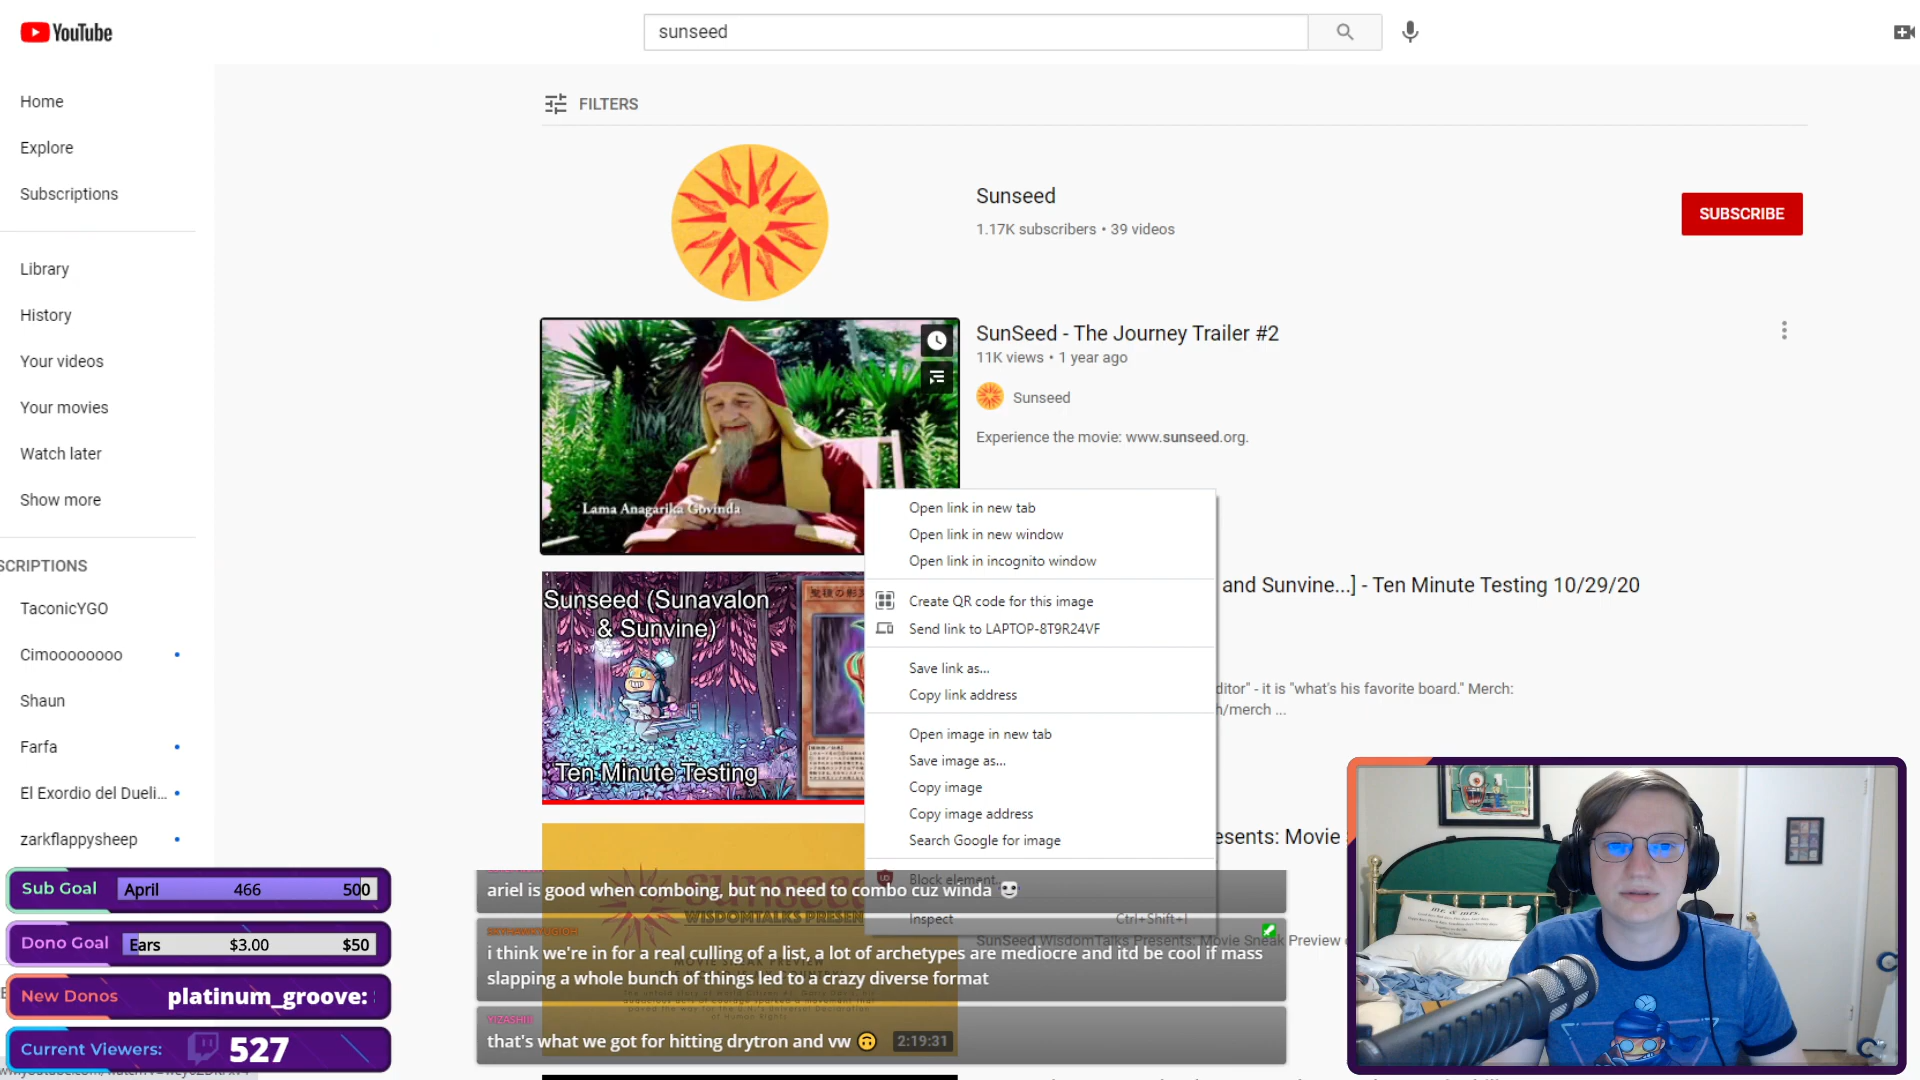 YouTube
sunseed
Home
Explore
Subscriptions
Library
History
Your videos
Your movies
Watch later
Show more
SCRIPTIONS
TaconicYGO
Cimoooooooo
Shaun
Farfa
El Exordio del Dueli...
zarkflappysheep
FILTERS
Sunseed
1.17K subscribers • 39 videos
SUBSCRIBE
SunSeed - The Journey Trailer #2
11K views • 1 year ago
Sunseed
Experience the movie: www.sunseed.org.
Lama Anagarika Govinda
Open link in new tab
Open link in new window
Open link in incognito window
Create QR code for this image
Send link to LAPTOP-8T9R24VF
Save link as...
Copy link address
Open image in new tab
Save image as...
Copy image
Copy image address
Search Google for image
Block element...
Inspect Ctrl+Shift+I
Sunseed (Sunavalon
& Sunvine)
Ten Minute Testing
and Sunvine...] - Ten Minute Testing 10/29/20
ditor" - it is "what's his favorite board." Merch:
h/merch ...
esents: Movie
SunSeed WisdomTalks Presents: Movie Sneak Preview
WISDOMTALKS PRESEN
2:19:31
ariel is good when comboing, but no need to combo cuz winda
i think we're in for a real culling of a list, a lot of archetypes are mediocre and itd be cool if mass
slapping a whole bunch of things led to a crazy diverse format
YIZASHII
that's what we got for hitting drytron and vw
Sub Goal April 466 500
Dono Goal Ears $3.00 $50
New Donos platinum_groove:
Current Viewers: 527
mr. & mrs.